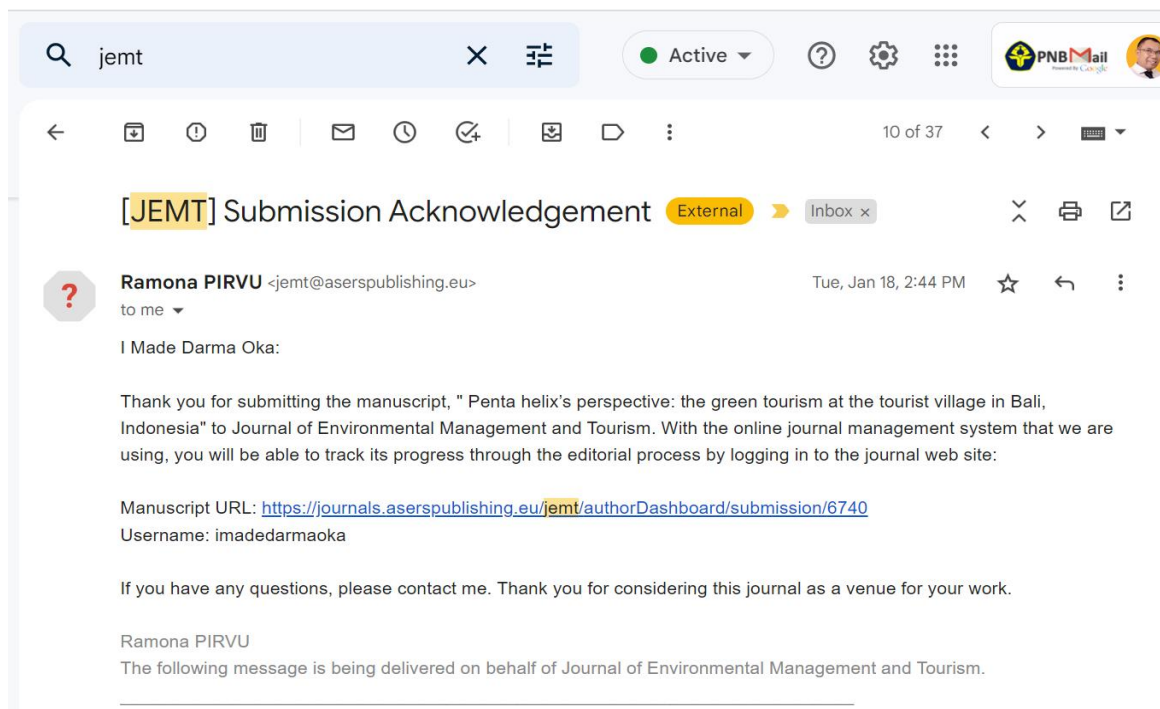 jemt
Active
PNBMail
Powered By Google
10 of 37
[JEMT] Submission Acknowledgement External Inbox x
Ramona PIRVU <jemt@aserspublishing.eu> Tue, Jan 18, 2:44 PM
to me
I Made Darma Oka:
Thank you for submitting the manuscript, " Penta helix’s perspective: the green tourism at the tourist village in Bali,
Indonesia" to Journal of Environmental Management and Tourism. With the online journal management system that we are
using, you will be able to track its progress through the editorial process by logging in to the journal web site:
Manuscript URL: https://journals.aserspublishing.eu/jemt/authorDashboard/submission/6740
Username: imadedarmaoka
If you have any questions, please contact me. Thank you for considering this journal as a venue for your work.
Ramona PIRVU
The following message is being delivered on behalf of Journal of Environmental Management and Tourism.